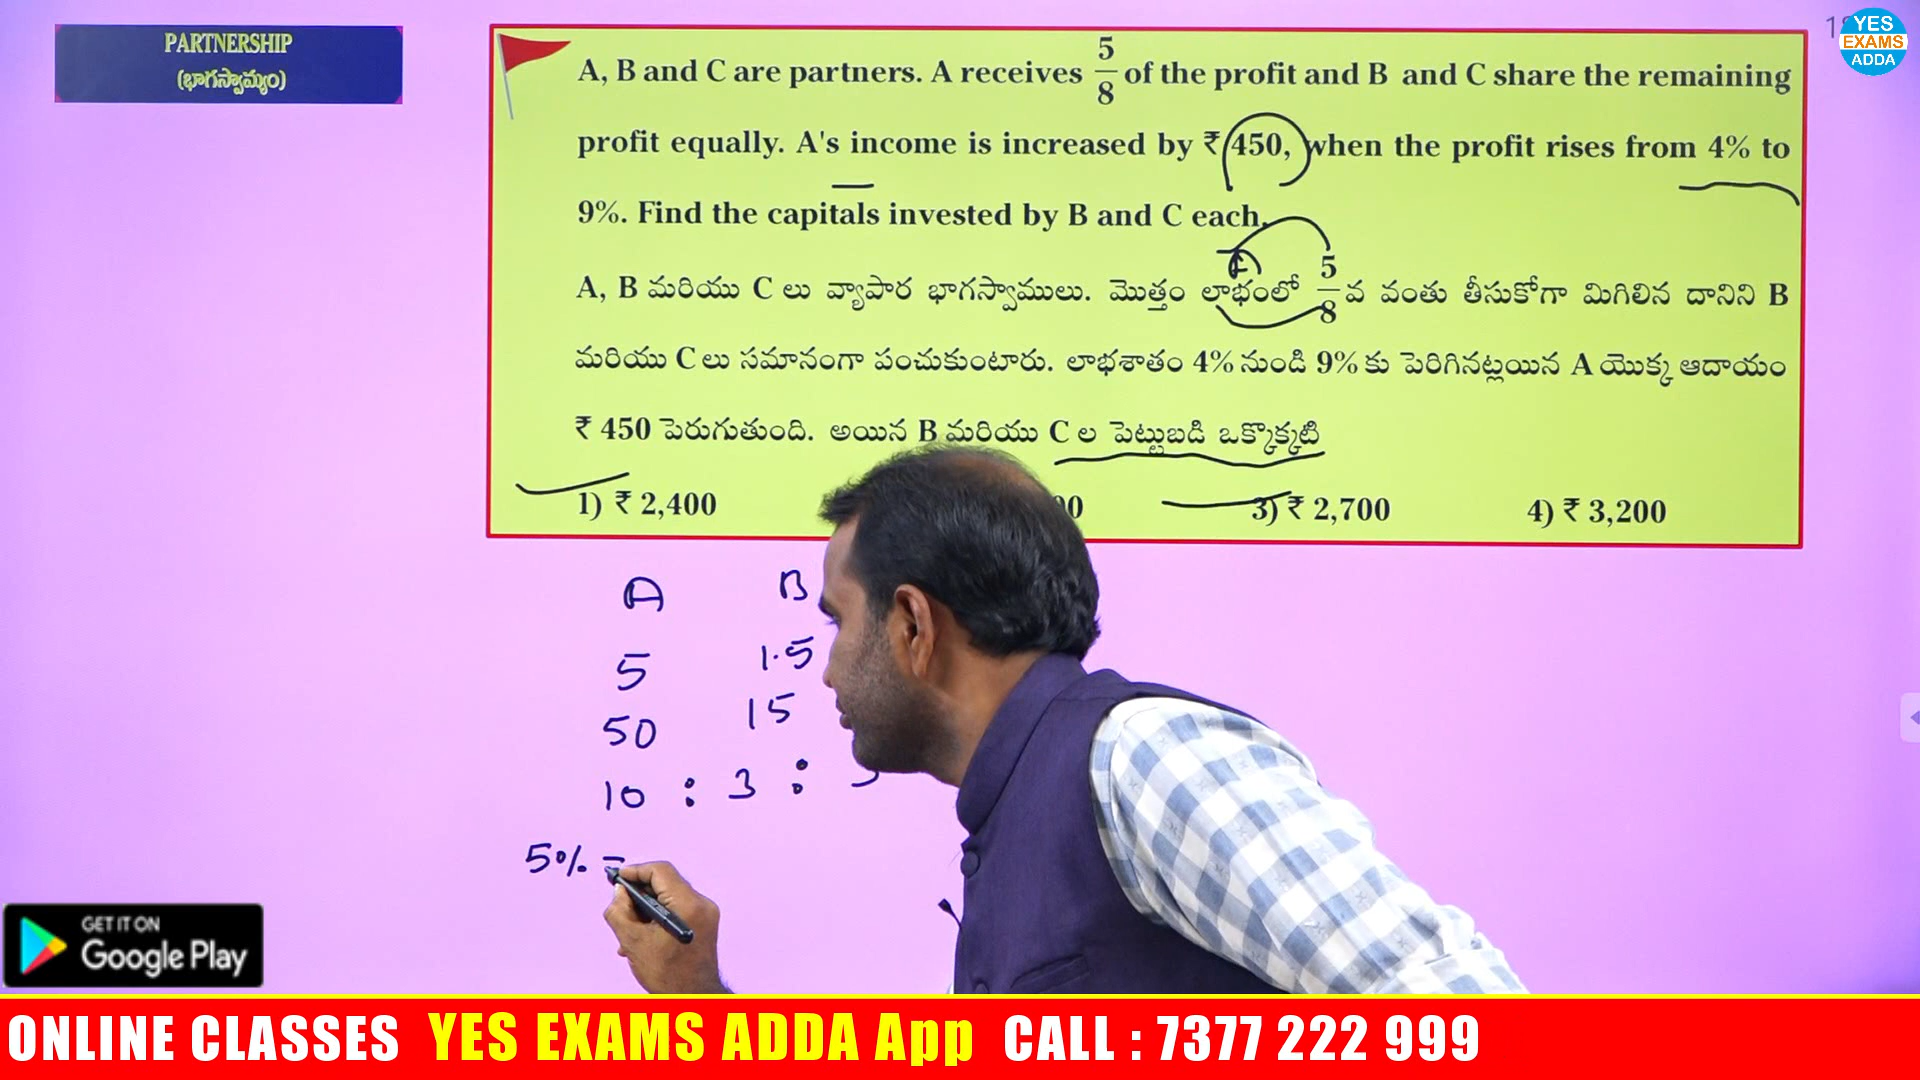 PARTNERSHIP
(భాగస్వామ్యం)
YES
EXAMS
ADDA
A, B and C are partners. A receives 5/8 of the profit and B and C share the remaining
profit equally. A's income is increased by ₹ 450, when the profit rises from 4% to
9%. Find the capitals invested by B and C each.
A, B మరియు C లు వ్యాపార భాగస్వాములు. మొత్తం లాభంలో 5/8 వ వంతు తీసుకోగా మిగిలిన దానిని B
మరియు C లు సమానంగా పంచుకుంటారు. లాభశాతం 4% నుండి 9% కు పెరిగినట్లయిన A యొక్క ఆదాయం
₹ 450 పెరుగుతుంది. అయిన B మరియు C ల పెట్టుబడి ఒక్కొక్కటి
1) ₹ 2,400 3) ₹ 2,700 4) ₹ 3,200
A B
5 1.5
50 15
10 : 3 :
5% =
GET IT ON
Google Play
ONLINE CLASSES YES EXAMS ADDA App CALL : 7377 222 999